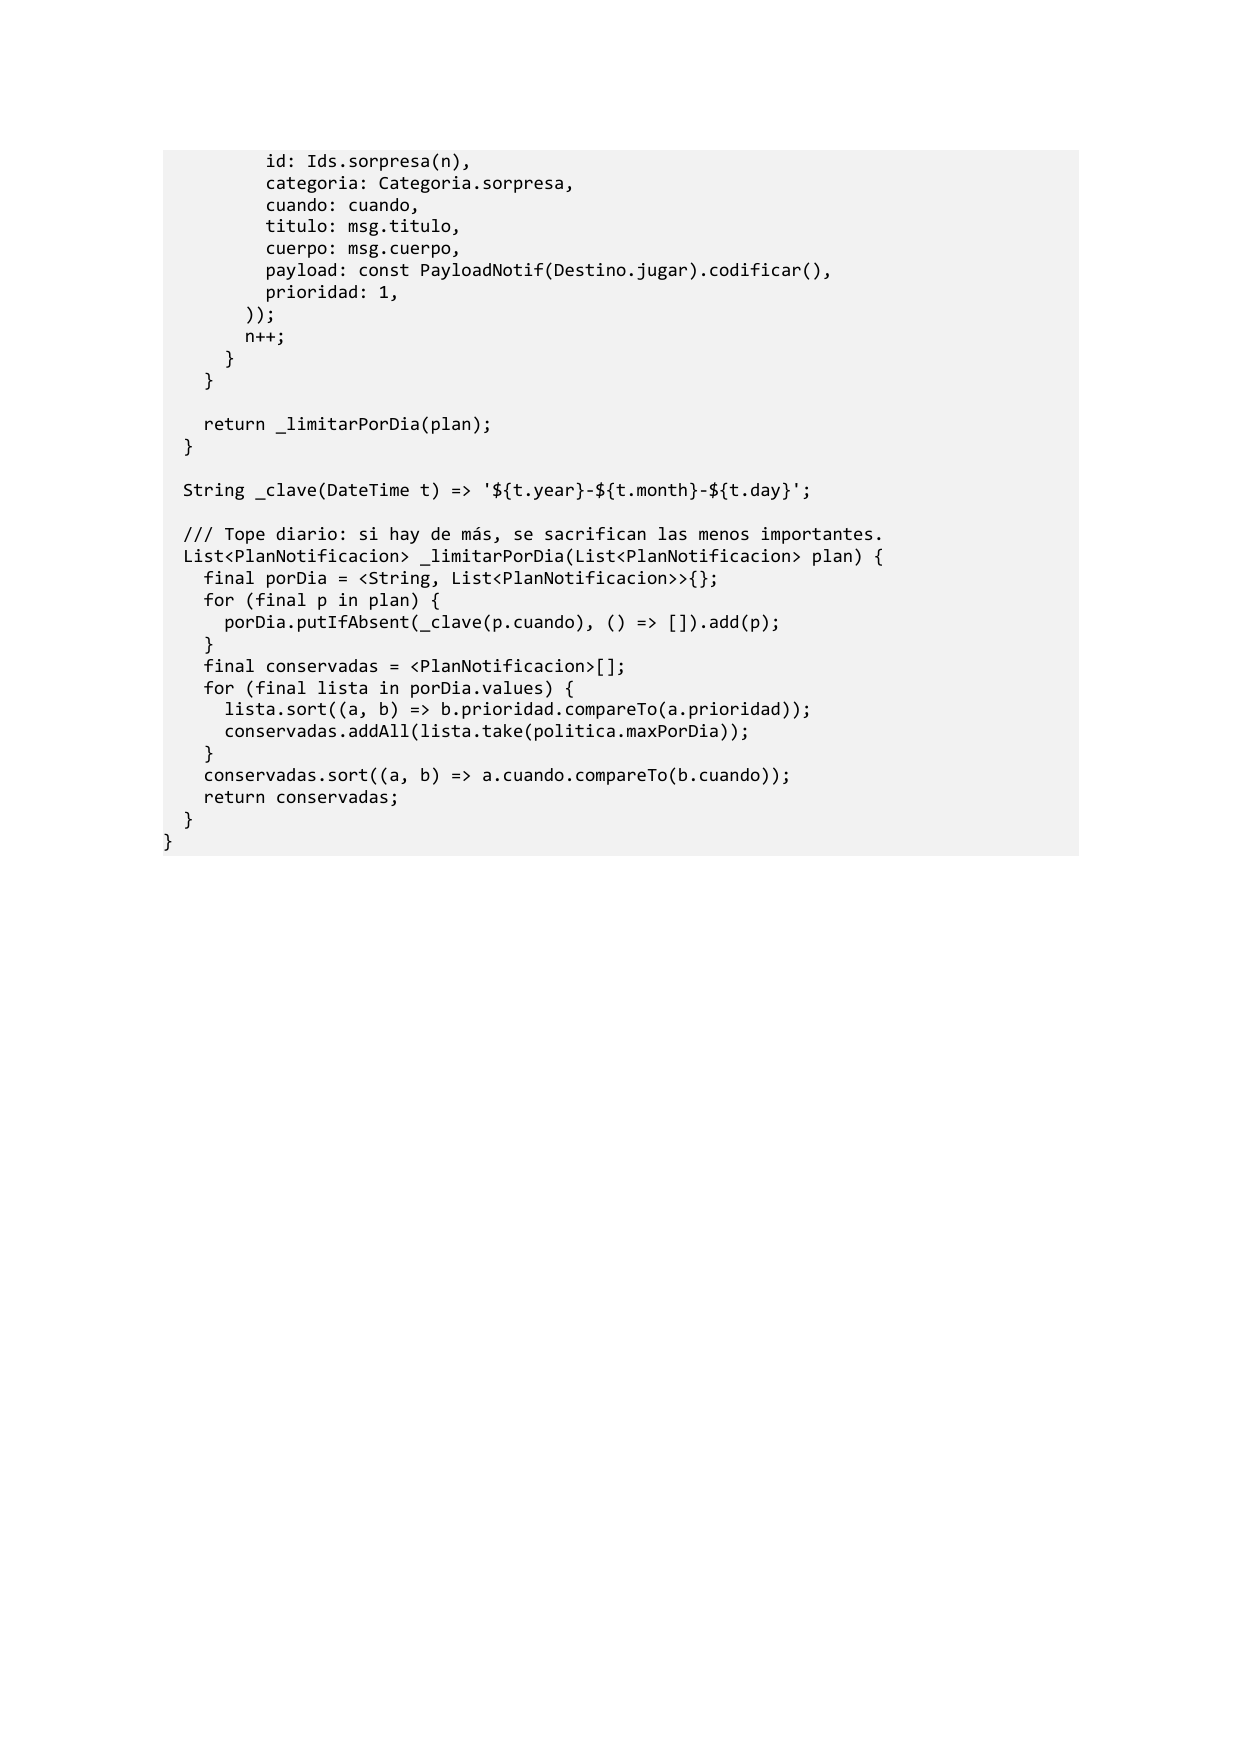 id: Ids.sorpresa(n),
          categoria: Categoria.sorpresa,
          cuando: cuando,
          titulo: msg.titulo,
          cuerpo: msg.cuerpo,
          payload: const PayloadNotif(Destino.jugar).codificar(),
          prioridad: 1,
        ));
        n++;
      }
    }

    return _limitarPorDia(plan);
  }

  String _clave(DateTime t) => '${t.year}-${t.month}-${t.day}';

  /// Tope diario: si hay de más, se sacrifican las menos importantes.
  List<PlanNotificacion> _limitarPorDia(List<PlanNotificacion> plan) {
    final porDia = <String, List<PlanNotificacion>>{};
    for (final p in plan) {
      porDia.putIfAbsent(_clave(p.cuando), () => []).add(p);
    }
    final conservadas = <PlanNotificacion>[];
    for (final lista in porDia.values) {
      lista.sort((a, b) => b.prioridad.compareTo(a.prioridad));
      conservadas.addAll(lista.take(politica.maxPorDia));
    }
    conservadas.sort((a, b) => a.cuando.compareTo(b.cuando));
    return conservadas;
  }
}